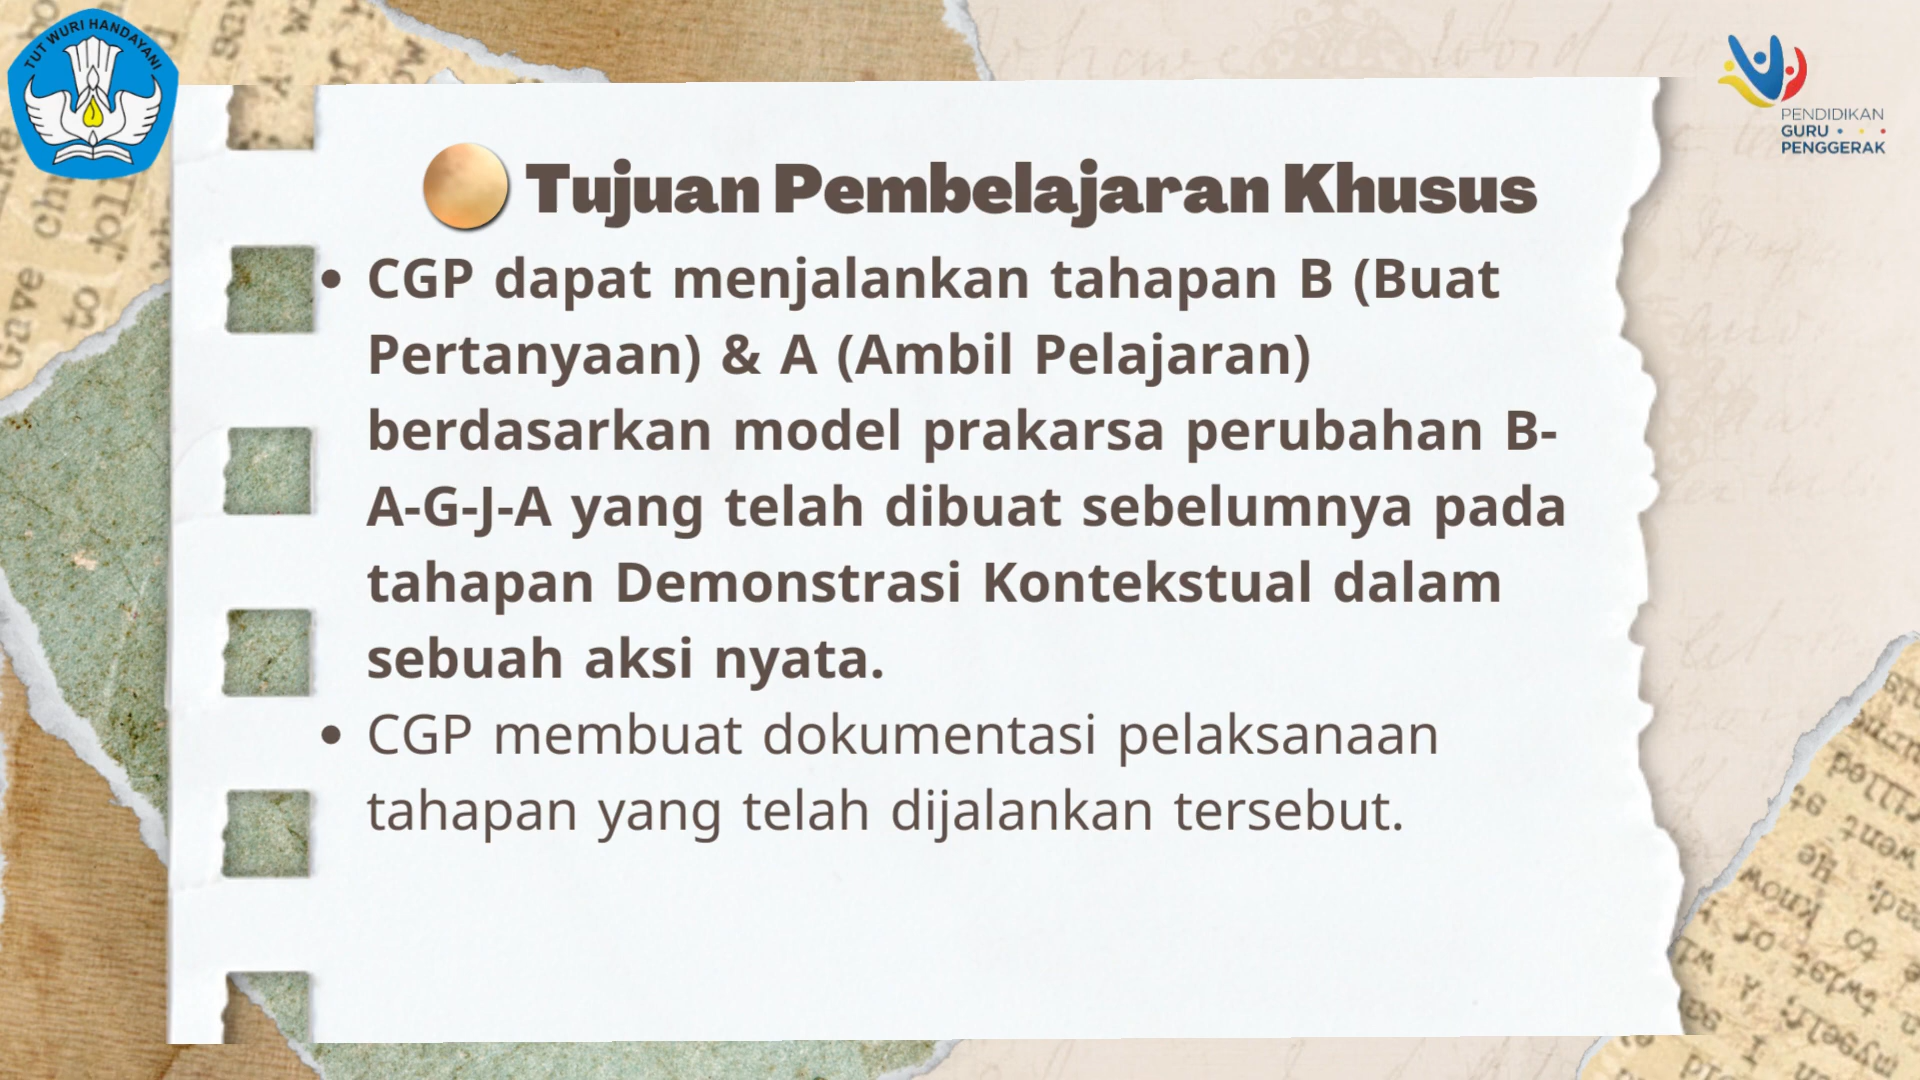 TUT WURI HANDAYANI
PENDIDIKAN
GURU
PENGGERAK
Tujuan Pembelajaran Khusus
• CGP dapat menjalankan tahapan B (Buat
Pertanyaan) & A (Ambil Pelajaran)
berdasarkan model prakarsa perubahan B-
A-G-J-A yang telah dibuat sebelumnya pada
tahapan Demonstrasi Kontekstual dalam
sebuah aksi nyata.
• CGP membuat dokumentasi pelaksanaan
tahapan yang telah dijalankan tersebut.